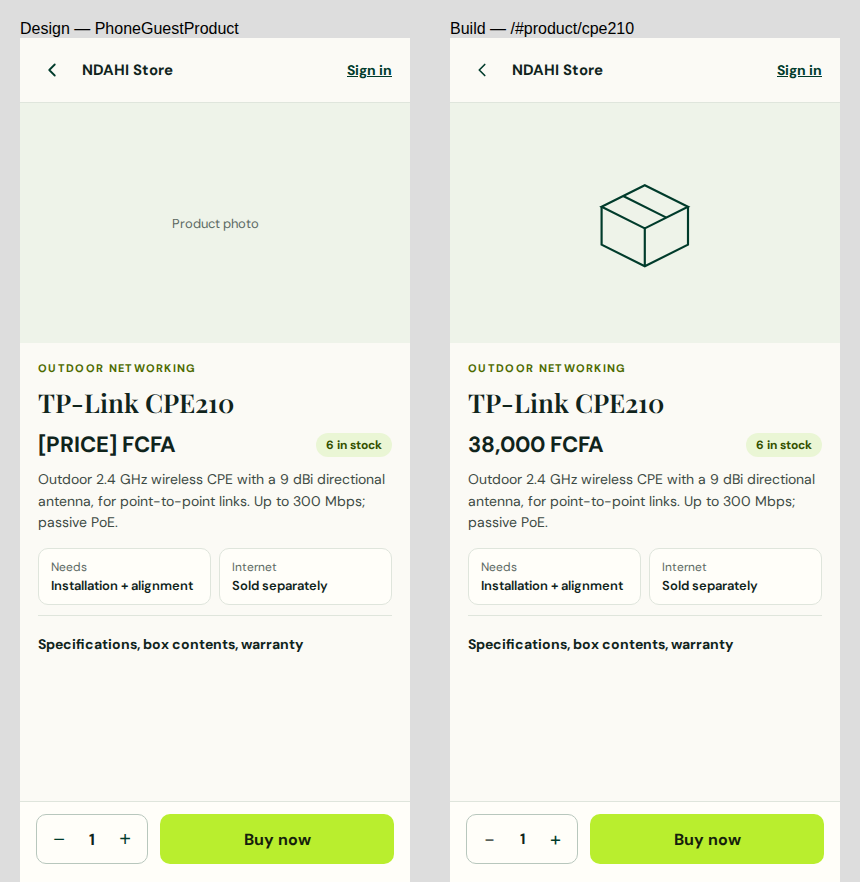 Design — PhoneGuestProduct
NDAHI Store
Sign in
Product photo
OUTDOOR NETWORKING
TP-Link CPE210
[PRICE] FCFA
6 in stock
Outdoor 2.4 GHz wireless CPE with a 9 dBi directional
antenna, for point-to-point links. Up to 300 Mbps;
passive PoE.
Needs
Installation + alignment
Internet
Sold separately
Specifications, box contents, warranty
− 1 +
Buy now
Build — /#product/cpe210
NDAHI Store
Sign in
OUTDOOR NETWORKING
TP-Link CPE210
38,000 FCFA
6 in stock
Outdoor 2.4 GHz wireless CPE with a 9 dBi directional
antenna, for point-to-point links. Up to 300 Mbps;
passive PoE.
Needs
Installation + alignment
Internet
Sold separately
Specifications, box contents, warranty
− 1 +
Buy now